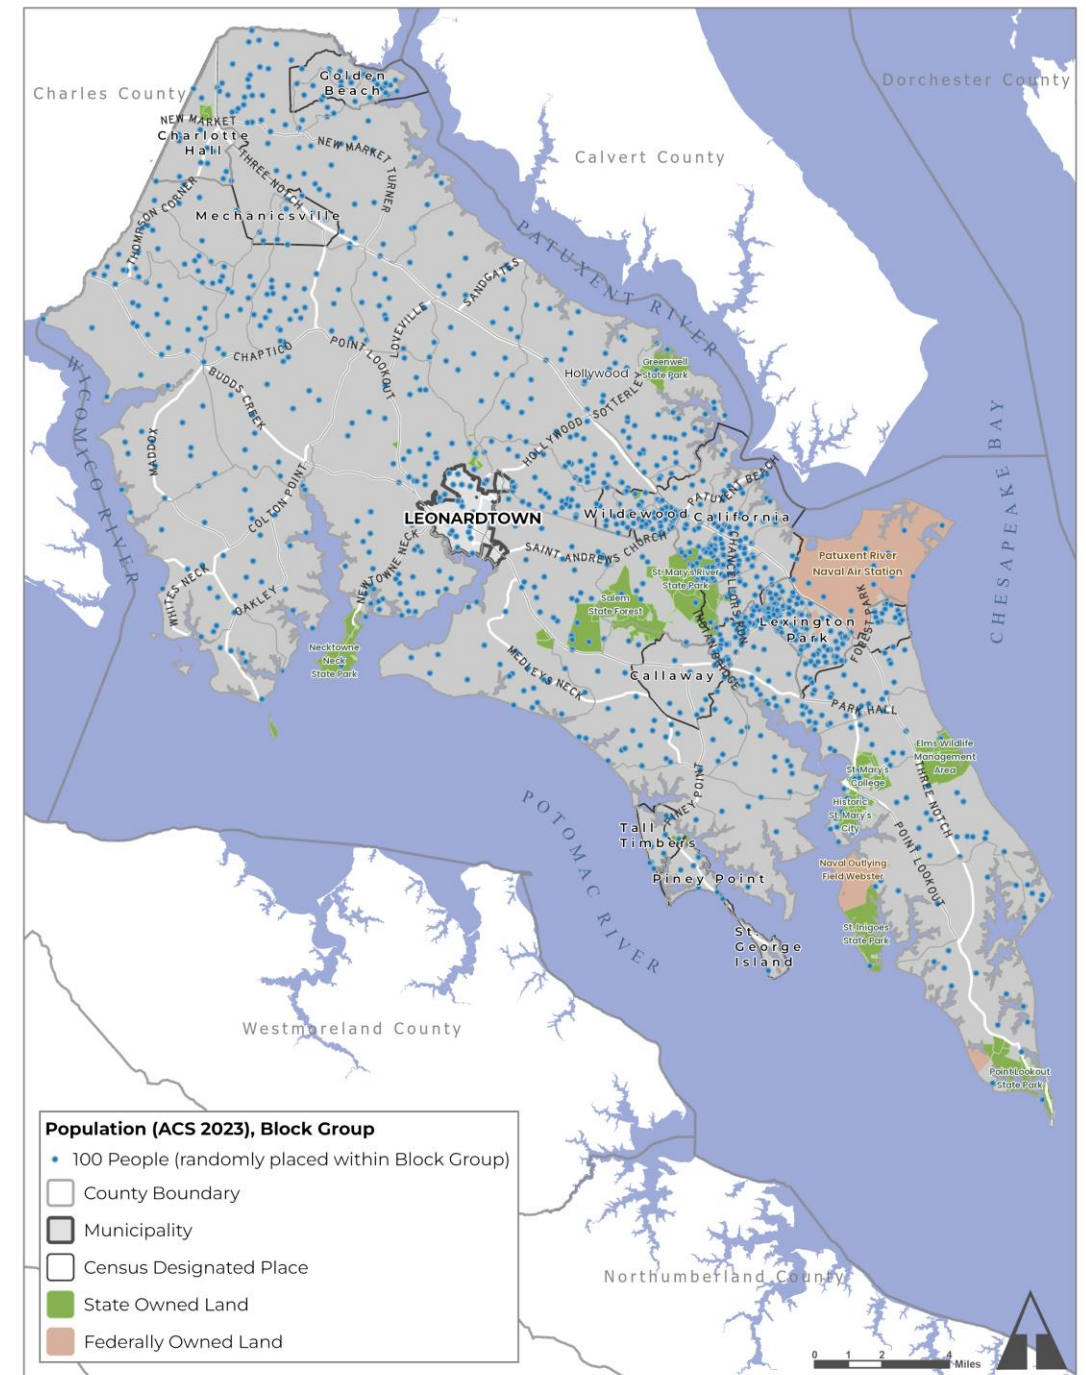 Charles County
Golden
Beach
Dorchester County
NEW MARKET
Charlotte
Hall
THREE NOTCH
NEW MARKET TURNER
Calvert County
THOMPSON CORNER
Mechanicsville
PATUXENT RIVER
SANDGATES
LOVEVILLE
CHAPTICO
POINT LOOKOUT
Hollywood
Greenwell
State Park
WICOMICO RIVER
BUDDS CREEK
HOLLYWOOD
SOTTERLEY
MADDOX
COLTON POINT
CHESAPEAKE BAY
PATUXENT BEACH
LEONARDTOWN
Wildewood
California
SAINT ANDREWS CHURCH
CHANCELLORS RUN
Patuxent River
Naval Air Station
NEWTOWNE NECK
WHITES NECK
OAKLEY
St Mary's River
State Park
Salem
State Forest
Lexington
Park
FOREST PARK
INDIAN BRIDGE
Necktowne
Neck
State Park
MEDLEYS NECK
Callaway
PARK HALL
Elms Wildlife
Management
Area
St. Mary's
College
THREE NOTCH
Historic
St. Mary's
City
POTOMAC RIVER
PINEY POINT
Tall
Timbers
POINT LOOKOUT
Piney Point
Naval Outlying
Field Webster
St.
George
Island
St. Inigoes
State Park
Westmoreland County
Point Lookout
State Park
Population (ACS 2023), Block Group
100 People (randomly placed within Block Group)
County Boundary
Municipality
Census Designated Place
State Owned Land
Federally Owned Land
Northumberland County
0 1 2 4 Miles